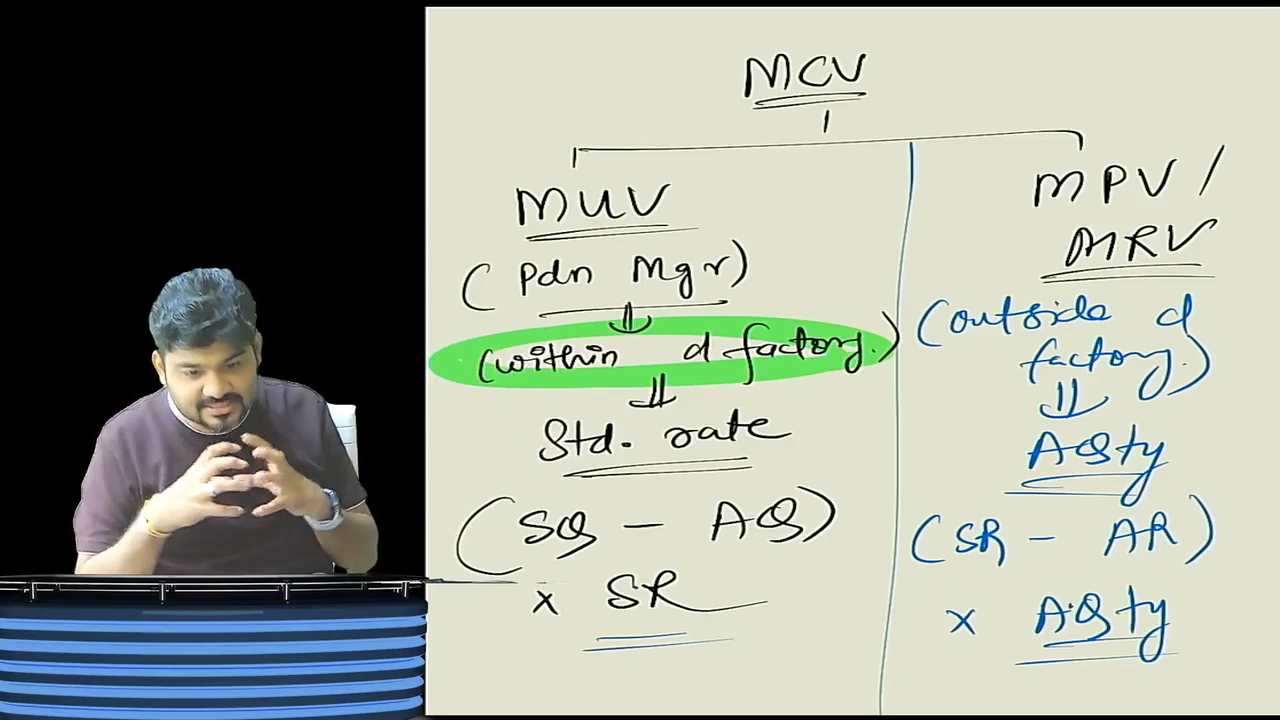 MCV
MUV
(Pdn Mgr)
(within d factory.)
Std. rate
(SQ - AQ)
x SR
MPV /
MRV
(outside d
factory.)
AQty
(SR - AR)
x AQty